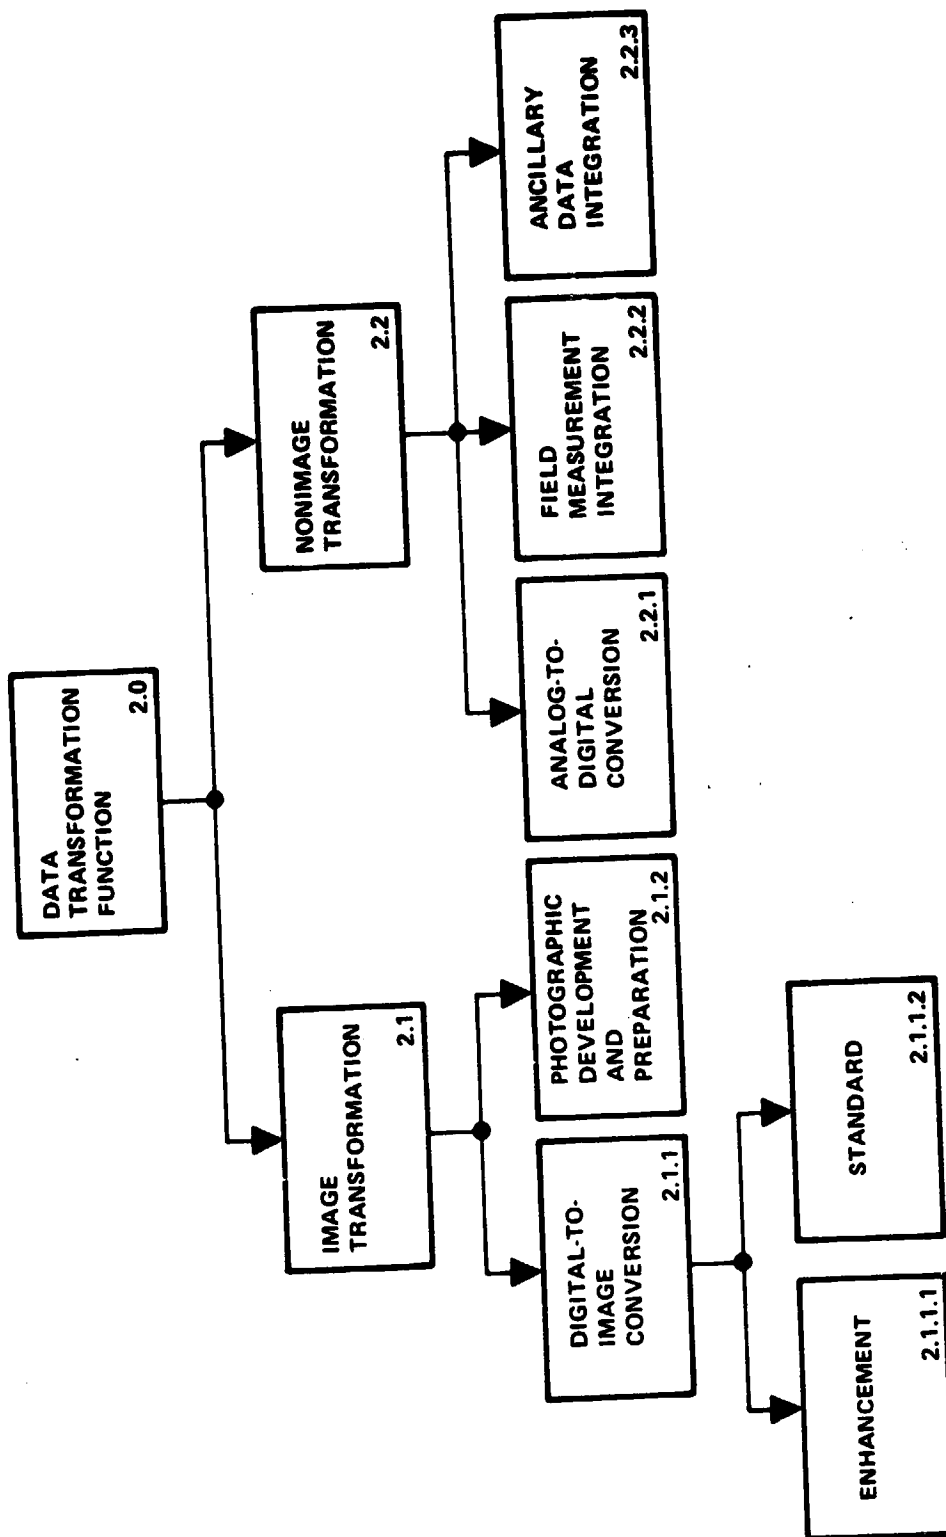 DATA
TRANSFORMATION
FUNCTION
2.0
IMAGE
TRANSFORMATION
2.1
NONIMAGE
TRANSFORMATION
2.2
DIGITAL-TO-
IMAGE
CONVERSION
2.1.1
PHOTOGRAPHIC
DEVELOPMENT
AND
PREPARATION
2.1.2
ANALOG-TO-
DIGITAL
CONVERSION
2.2.1
FIELD
MEASUREMENT
INTEGRATION
2.2.2
ANCILLARY
DATA
INTEGRATION
2.2.3
ENHANCEMENT
2.1.1.1
STANDARD
2.1.1.2